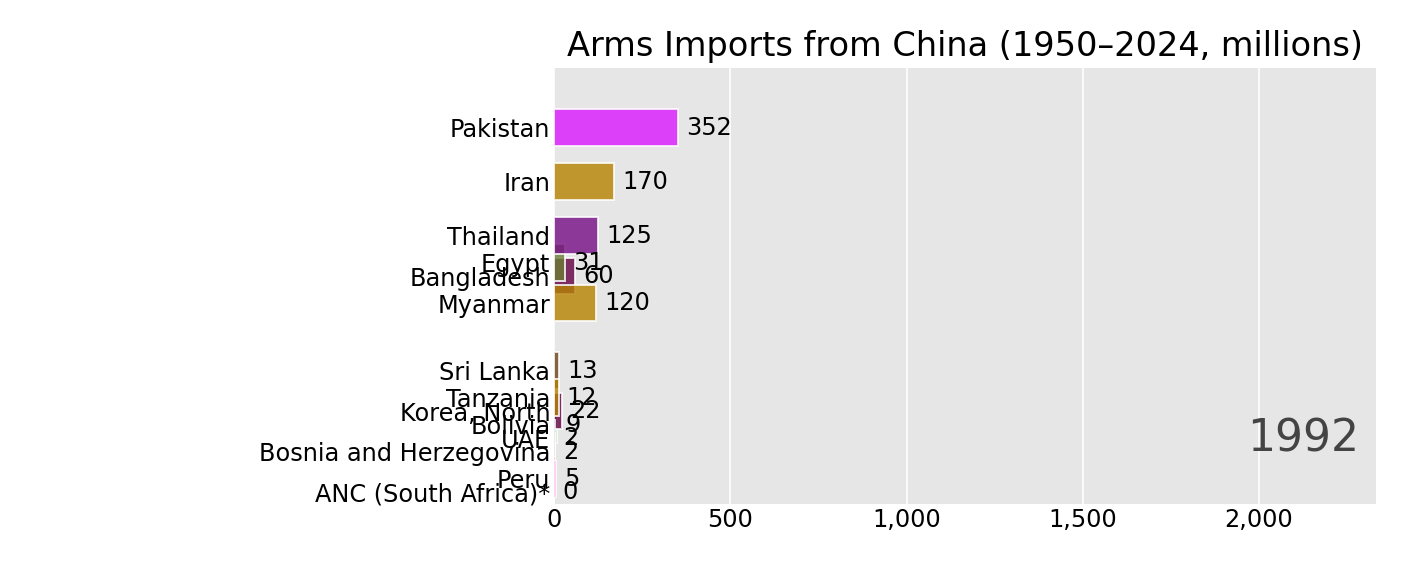 Arms Imports from China (1950–2024, millions)
Pakistan 352
Iran 170
Thailand 125
Egypt 31
Bangladesh 60
Myanmar 120
Sri Lanka 13
Tanzania 12
Korea, North 22
Bolivia 9
UAE 2
Bosnia and Herzegovina 2
Peru 5
ANC (South Africa)* 0
1992
0 500 1,000 1,500 2,000